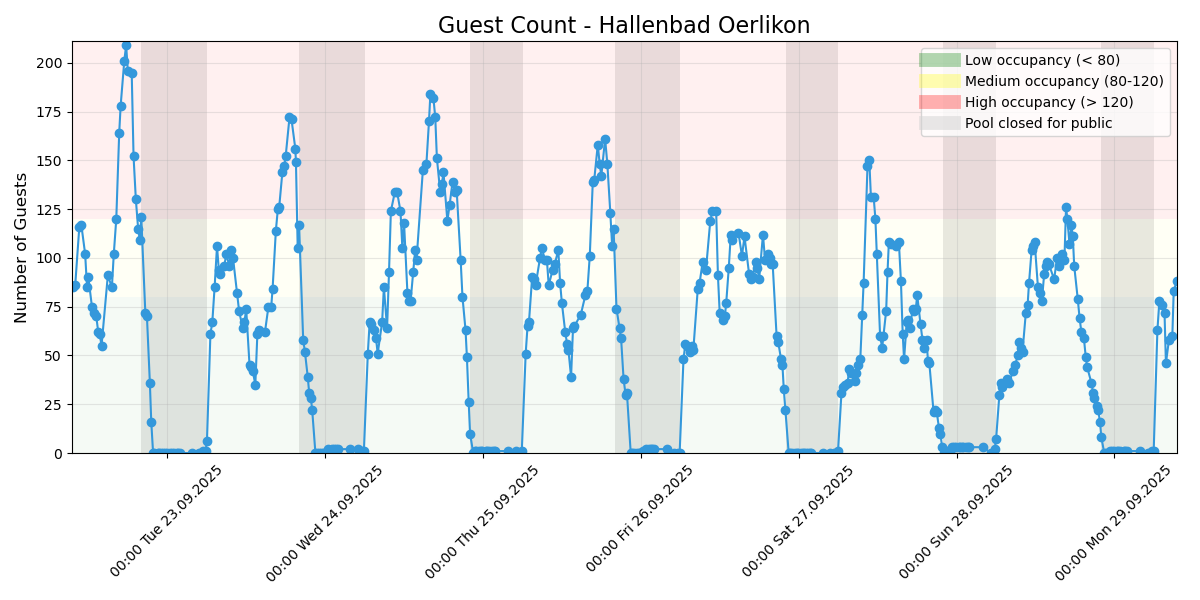 Guest Count - Hallenbad Oerlikon
Low occupancy (< 80)
Medium occupancy (80-120)
High occupancy (> 120)
Pool closed for public
Number of Guests
200
175
150
125
100
75
50
25
0
00:00 Tue 23.09.2025
00:00 Wed 24.09.2025
00:00 Thu 25.09.2025
00:00 Fri 26.09.2025
00:00 Sat 27.09.2025
00:00 Sun 28.09.2025
00:00 Mon 29.09.2025